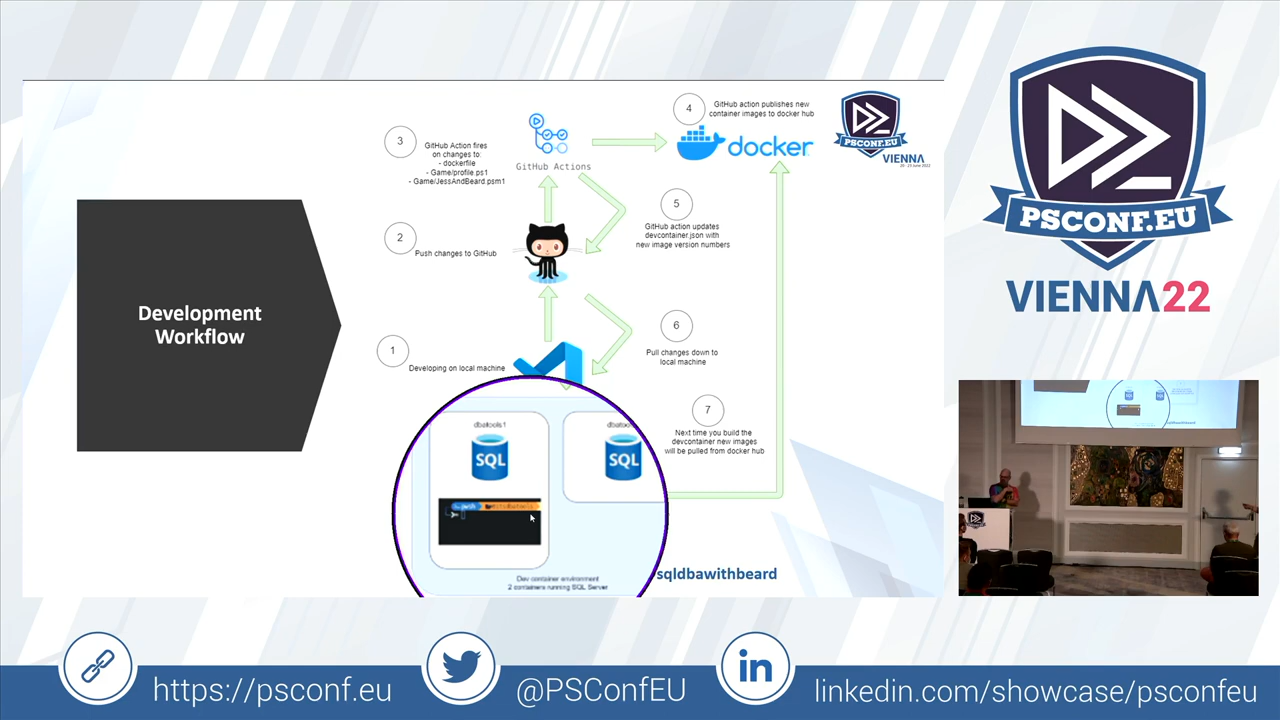 Development
Workflow
3
GitHub Action fires
on changes to:
- dockerfile
- Game/profile.ps1
- Game/JessAndBeard.psm1
GitHub Actions
4
GitHub action publishes new
container images to docker hub
docker
PSCONF.EU
VIENNA
2
Push changes to GitHub
5
GitHub action updates
devcontainer.json with
new image version numbers
1
Developing on local machine
6
Pull changes down to
local machine
7
Next time you build the
devcontainer new images
will be pulled from docker hub
dbatools1
SQL
SQL
pwsh
Dev container environment
2 containers running SQL Server
sqldbawithbeard
PSCONF.EU
VIENNA22
https://psconf.eu
@PSConfEU
in
linkedin.com/showcase/psconfeu